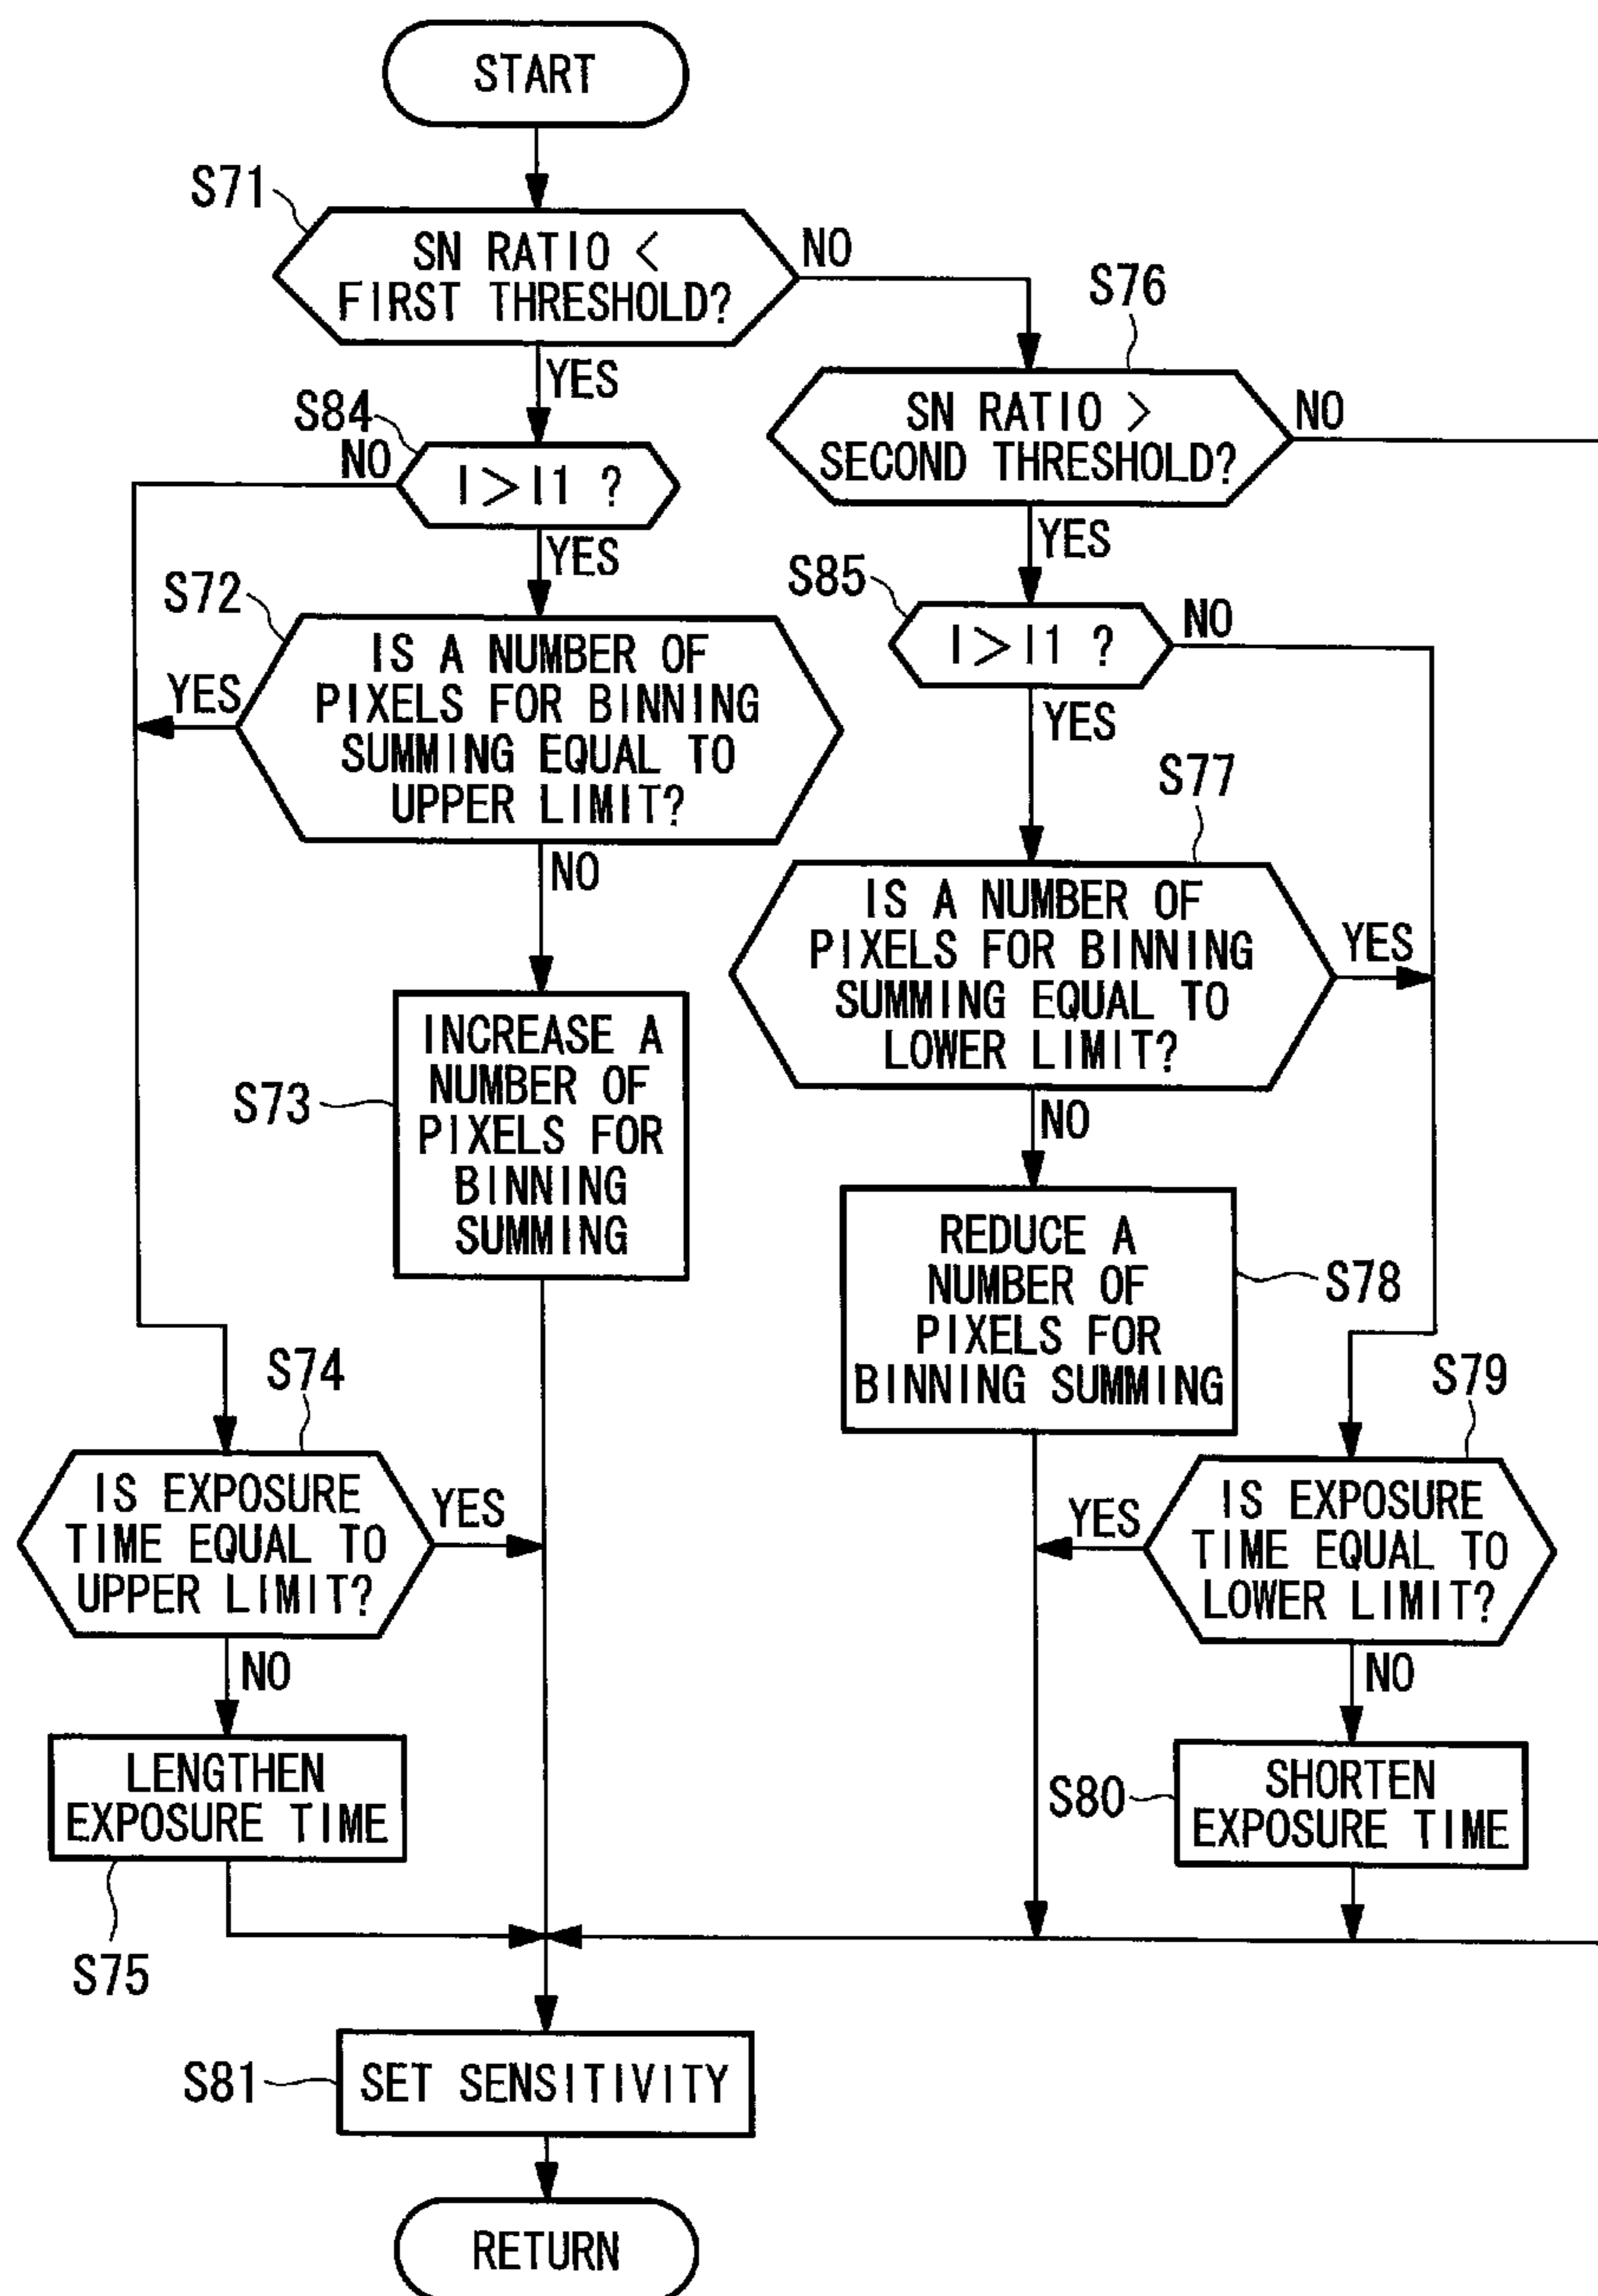 START
S71
SN RATIO <
FIRST THRESHOLD?
NO
YES
S76
SN RATIO >
SECOND THRESHOLD?
NO
YES
S84
NO
I > I1 ?
YES
S85
I > I1 ?
NO
YES
S72
IS A NUMBER OF
PIXELS FOR BINNING
SUMMING EQUAL TO
UPPER LIMIT?
YES
NO
S77
IS A NUMBER OF
PIXELS FOR BINNING
SUMMING EQUAL TO
LOWER LIMIT?
YES
NO
S73
INCREASE A
NUMBER OF
PIXELS FOR
BINNING
SUMMING
REDUCE A
NUMBER OF
PIXELS FOR
BINNING SUMMING
S78
S74
IS EXPOSURE
TIME EQUAL TO
UPPER LIMIT?
YES
NO
S79
IS EXPOSURE
TIME EQUAL TO
LOWER LIMIT?
YES
NO
LENGTHEN
EXPOSURE TIME
S75
S80
SHORTEN
EXPOSURE TIME
S81
SET SENSITIVITY
RETURN